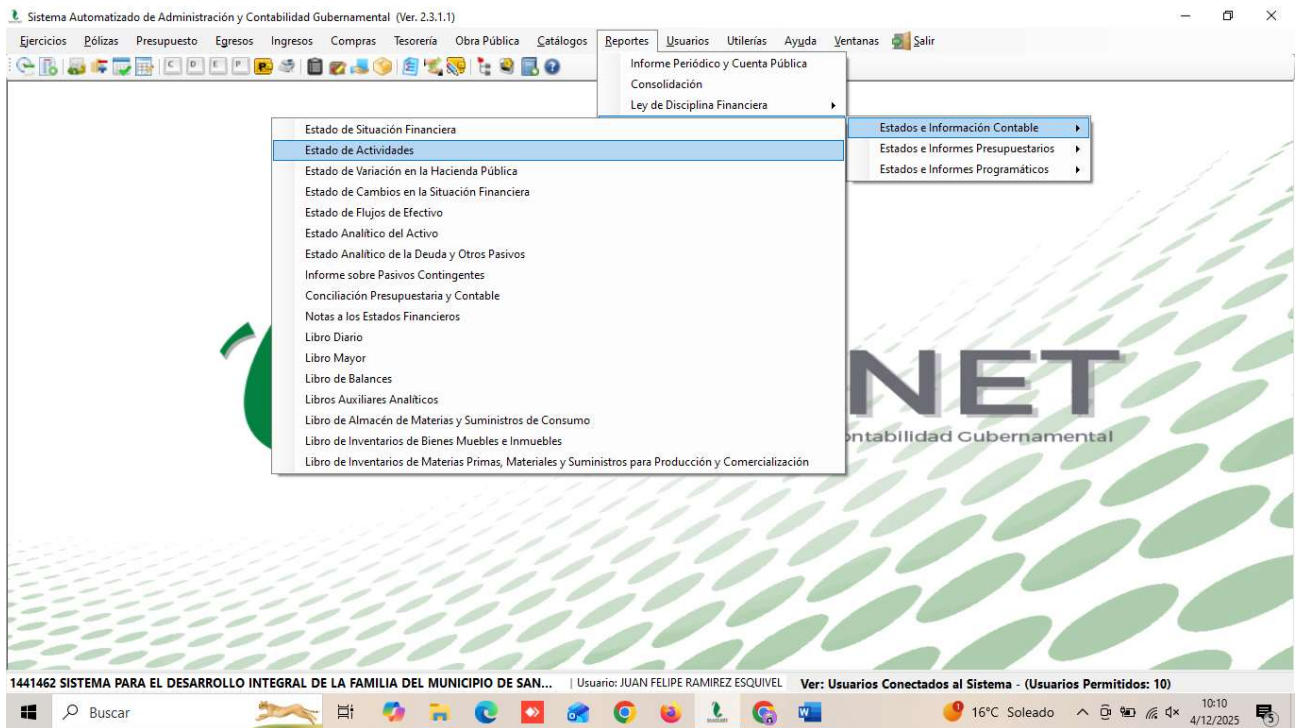 Sistema Automatizado de Administración y Contabilidad Gubernamental (Ver. 2.3.1.1)
Ejercicios Pólizas Presupuesto Egresos Ingresos Compras Tesorería Obra Pública Catálogos Reportes Usuarios Utilerías Ayuda Ventanas Salir
C D E P
Informe Periódico y Cuenta Pública
Consolidación
Ley de Disciplina Financiera
Estados e Información Contable
Estados e Informes Presupuestarios
Estados e Informes Programáticos
Estado de Situación Financiera
Estado de Actividades
Estado de Variación en la Hacienda Pública
Estado de Cambios en la Situación Financiera
Estado de Flujos de Efectivo
Estado Analítico del Activo
Estado Analítico de la Deuda y Otros Pasivos
Informe sobre Pasivos Contingentes
Conciliación Presupuestaria y Contable
Notas a los Estados Financieros
Libro Diario
Libro Mayor
Libro de Balances
Libros Auxiliares Analíticos
Libro de Almacén de Materias y Suministros de Consumo
Libro de Inventarios de Bienes Muebles e Inmuebles
Libro de Inventarios de Materias Primas, Materiales y Suministros para Producción y Comercialización
NET
ontabilidad Gubernamental
1441462 SISTEMA PARA EL DESARROLLO INTEGRAL DE LA FAMILIA DEL MUNICIPIO DE SAN... | Usuario: JUAN FELIPE RAMIREZ ESQUIVEL Ver: Usuarios Conectados al Sistema - (Usuarios Permitidos: 10)
Buscar
16°C Soleado
10:10
4/12/2025